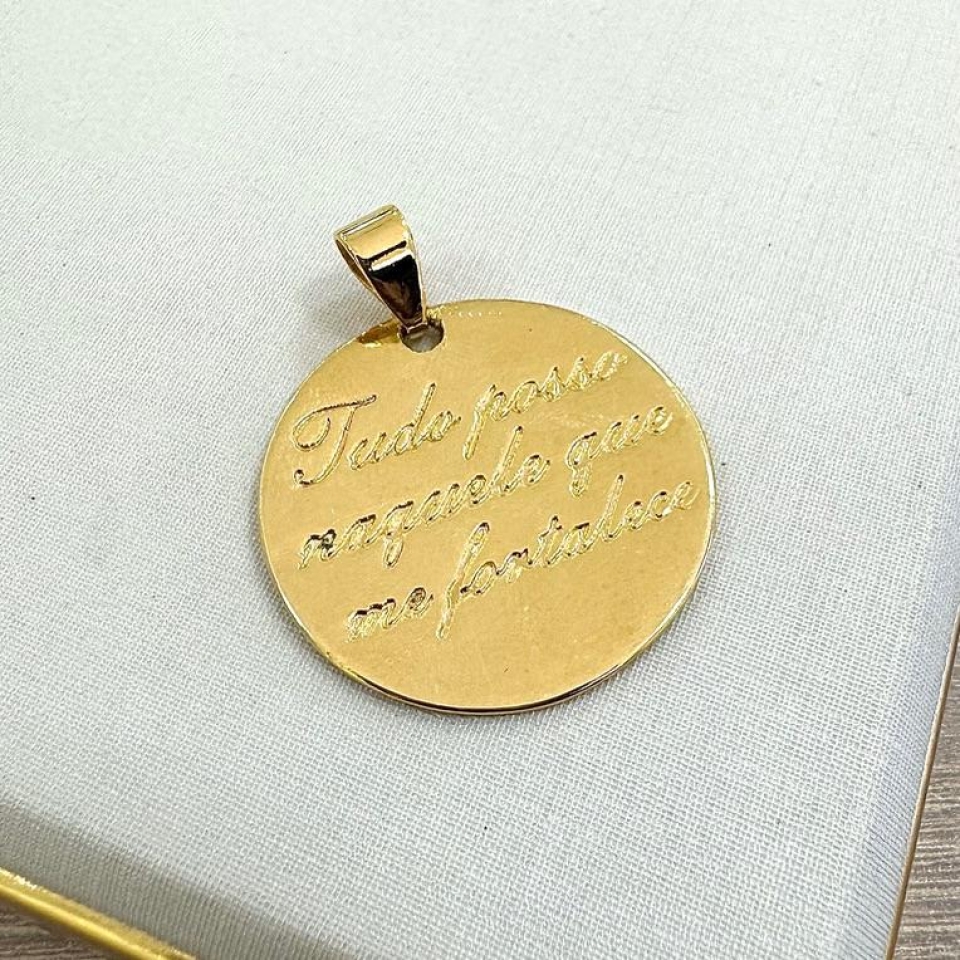 Tudo posso
naquele que
me fortalece